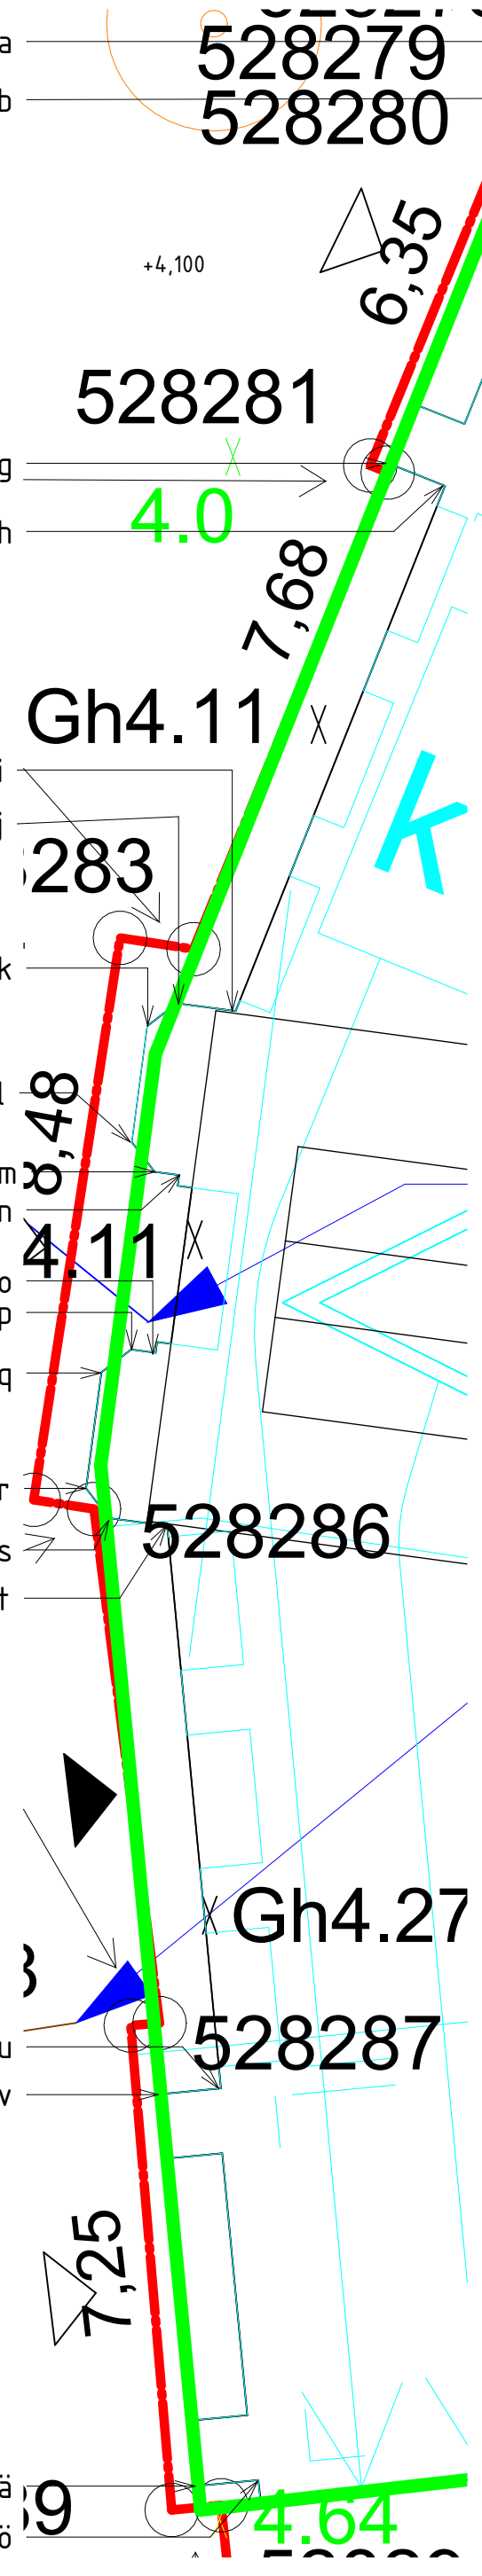 a
528279
b
528280
+4,100
6,35
528281
g
4.0
h
7,68
Gh4.11
i
j
283
k
8,48
l
m
n
4.11
o
p
q
r
528286
s
t
Gh4.27
u
528287
v
7,25
ä
39
4.64
ö
k